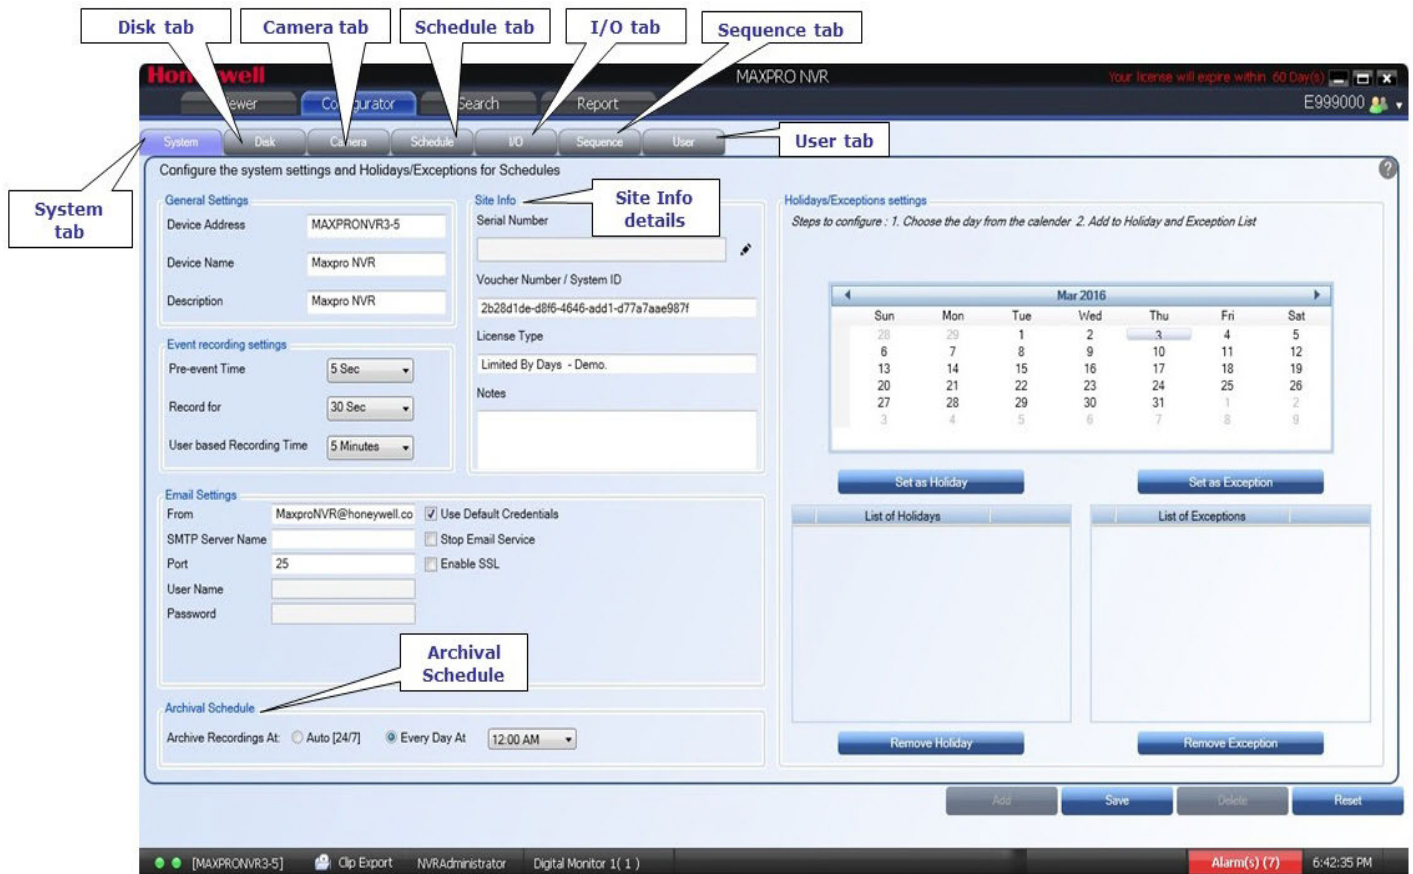 Disk tab
Camera tab
Schedule tab
I/O tab
Sequence tab
Honeywell
MAXPRO NVR
Your license will expire within 60 Day(s)
Configurator
Search
Report
E999000
System
Disk
Camera
Schedule
I/O
Sequence
User
User tab
System tab
Configure the system settings and Holidays/Exceptions for Schedules
General Settings
Device Address
MAXPRONVR3-5
Device Name
Maxpro NVR
Description
Maxpro NVR
Event recording settings
Pre-event Time
5 Sec
Record for
30 Sec
User based Recording Time
5 Minutes
Site Info
Site Info details
Serial Number
Voucher Number / System ID
2b28d1de-d8f6-4646-add1-d77a7aae987f
License Type
Limited By Days - Demo.
Notes
Holidays/Exceptions settings
Steps to configure : 1. Choose the day from the calender 2. Add to Holiday and Exception List
Mar 2016
Sun Mon Tue Wed Thu Fri Sat
28 29 1 2 3 4 5
6 7 8 9 10 11 12
13 14 15 16 17 18 19
20 21 22 23 24 25 26
27 28 29 30 31 1 2
3 4 5 6 7 8 9
Set as Holiday
Set as Exception
List of Holidays
List of Exceptions
Remove Holiday
Remove Exception
Email Settings
From
MaxproNVR@honeywell.co
Use Default Credentials
SMTP Server Name
Stop Email Service
Port
25
Enable SSL
User Name
Password
Archival Schedule
Archival Schedule
Archive Recordings At:
Auto [24/7]
Every Day At
12:00 AM
Add
Save
Delete
Reset
[MAXPRONVR3-5]
Clip Export
NVRAdministrator
Digital Monitor 1( 1 )
Alarm(s) (7)
6:42:35 PM